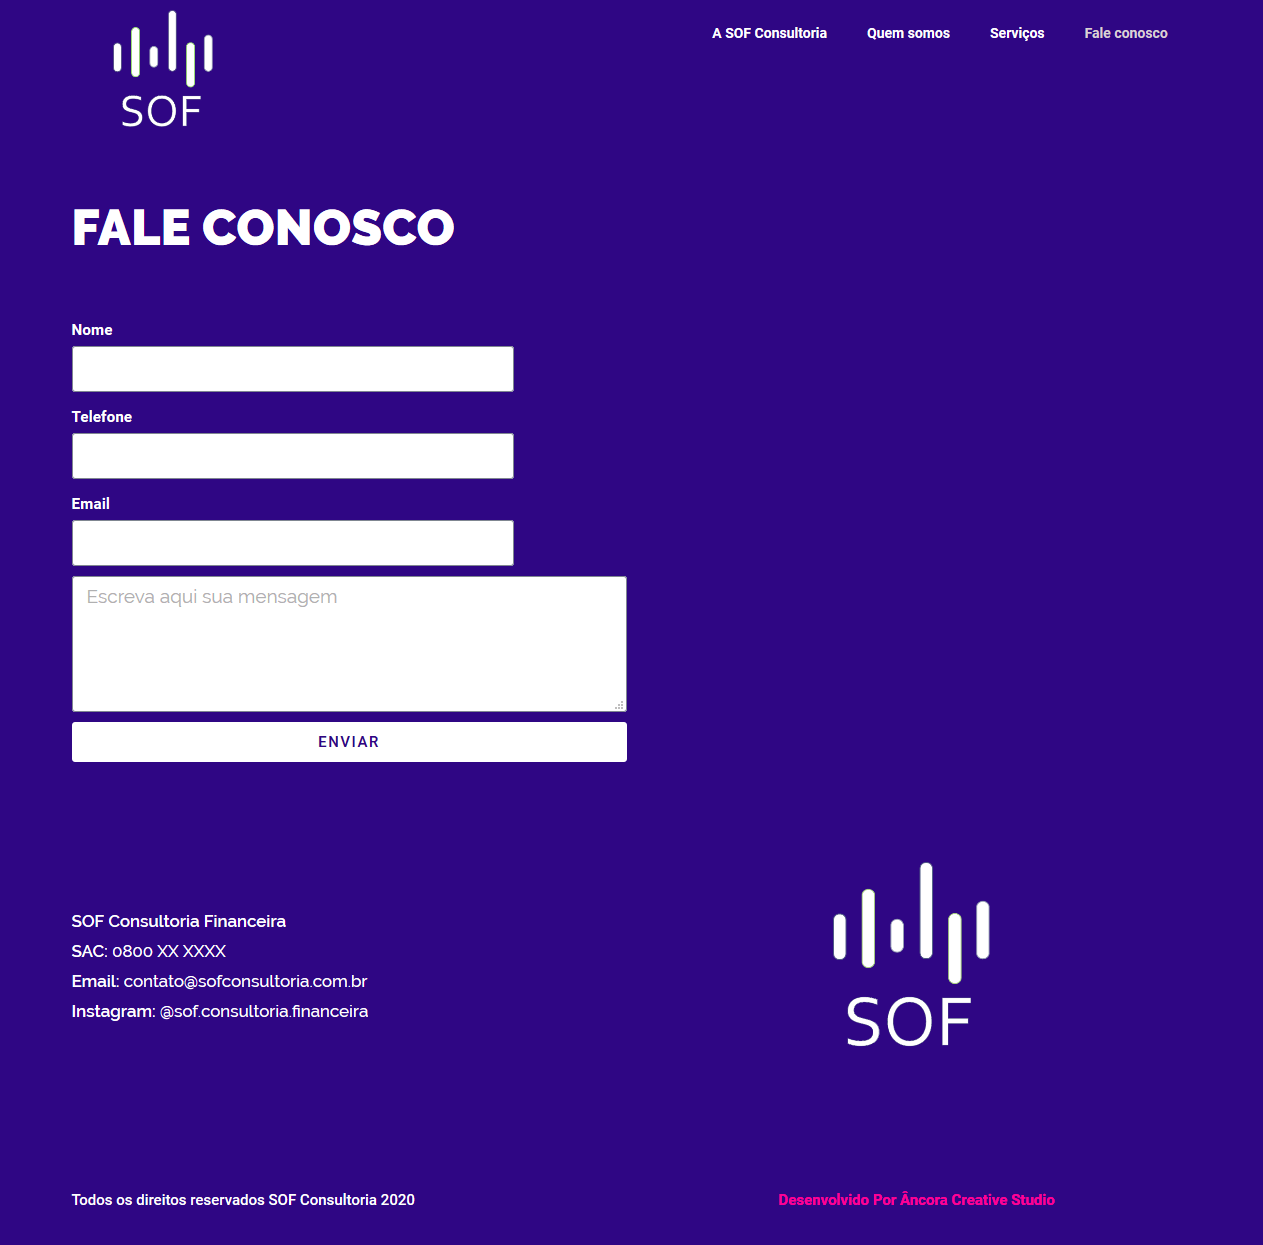 SOF
A SOF Consultoria
Quem somos
Serviços
Fale conosco
FALE CONOSCO
Nome
Telefone
Email
Escreva aqui sua mensagem
ENVIAR
SOF Consultoria Financeira
SAC: 0800 XX XXXX
Email: contato@sofconsultoria.com.br
Instagram: @sof.consultoria.financeira
SOF
Todos os direitos reservados SOF Consultoria 2020
Desenvolvido Por Âncora Creative Studio